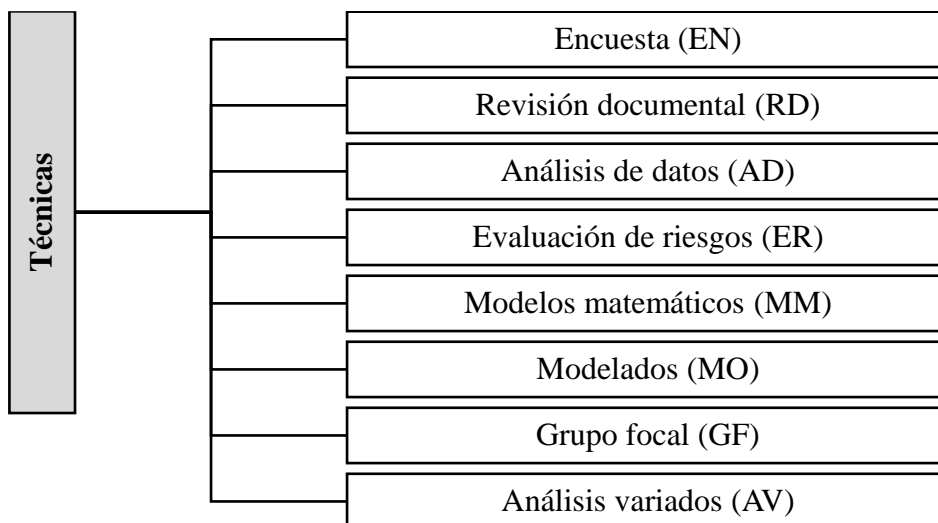 Técnicas
Encuesta (EN)
Revisión documental (RD)
Análisis de datos (AD)
Evaluación de riesgos (ER)
Modelos matemáticos (MM)
Modelados (MO)
Grupo focal (GF)
Análisis variados (AV)